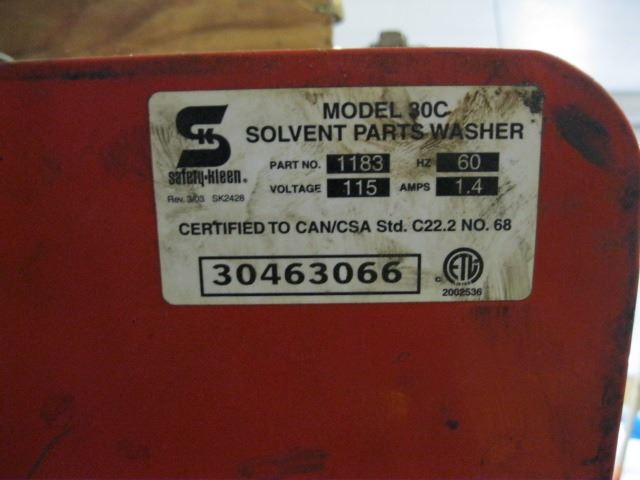 MODEL 30C
SOLVENT PARTS WASHER
SK
safety-kleen®
PART NO. 1183 HZ 60
VOLTAGE 115 AMPS 1.4
Rev. 3/03 SK2428
CERTIFIED TO CAN/CSA Std. C22.2 NO. 68
30463066
C ETL
2002536